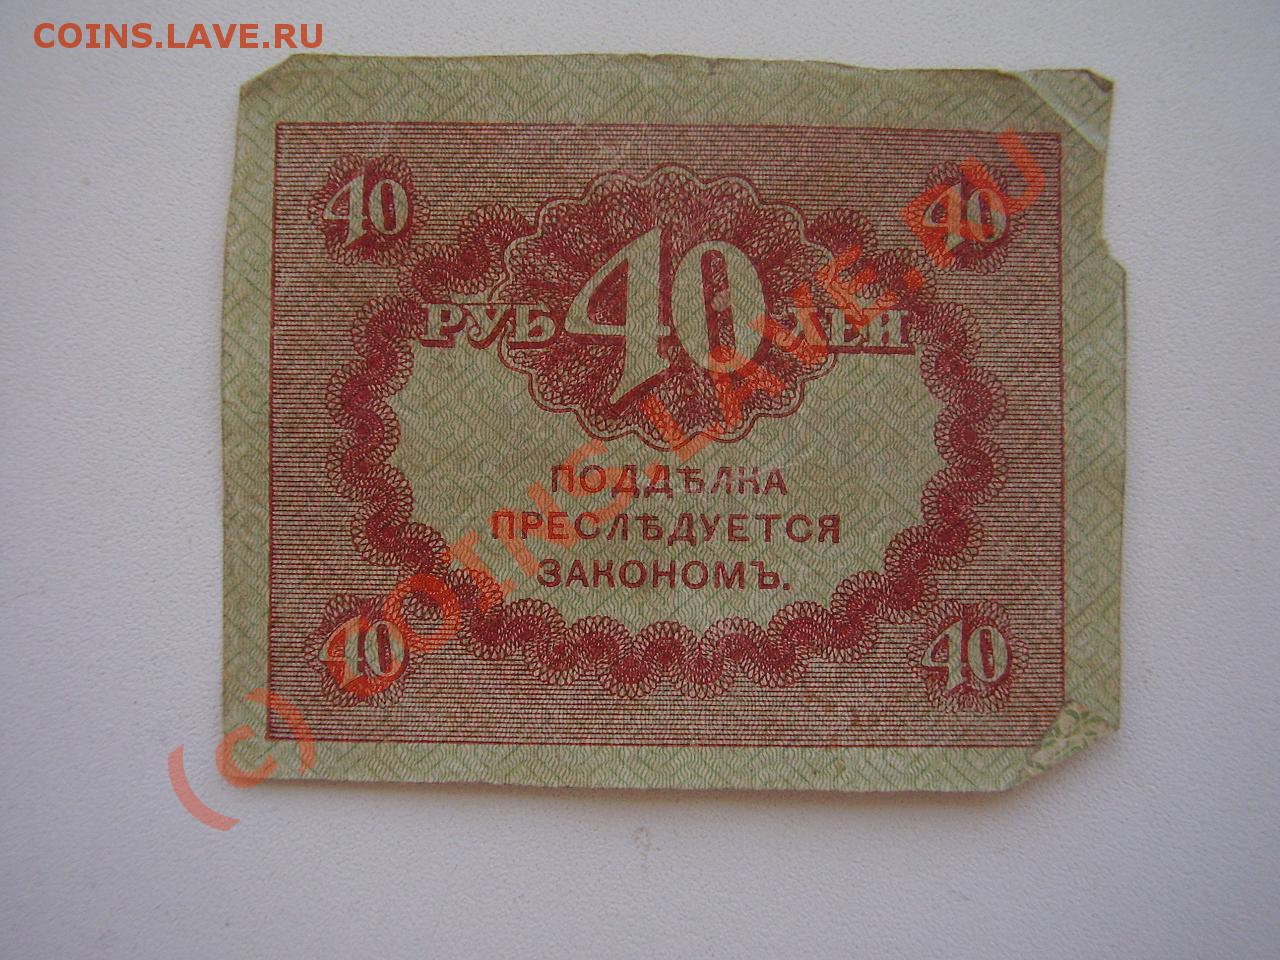 COINS.LAVE.RU
40 40
РУБ 40 ЛЕЙ
ПОДДѢЛКА
ПРЕСЛѢДУЕТСЯ
ЗАКОНОМЪ.
40 40
(c) COINS.LAVE.RU